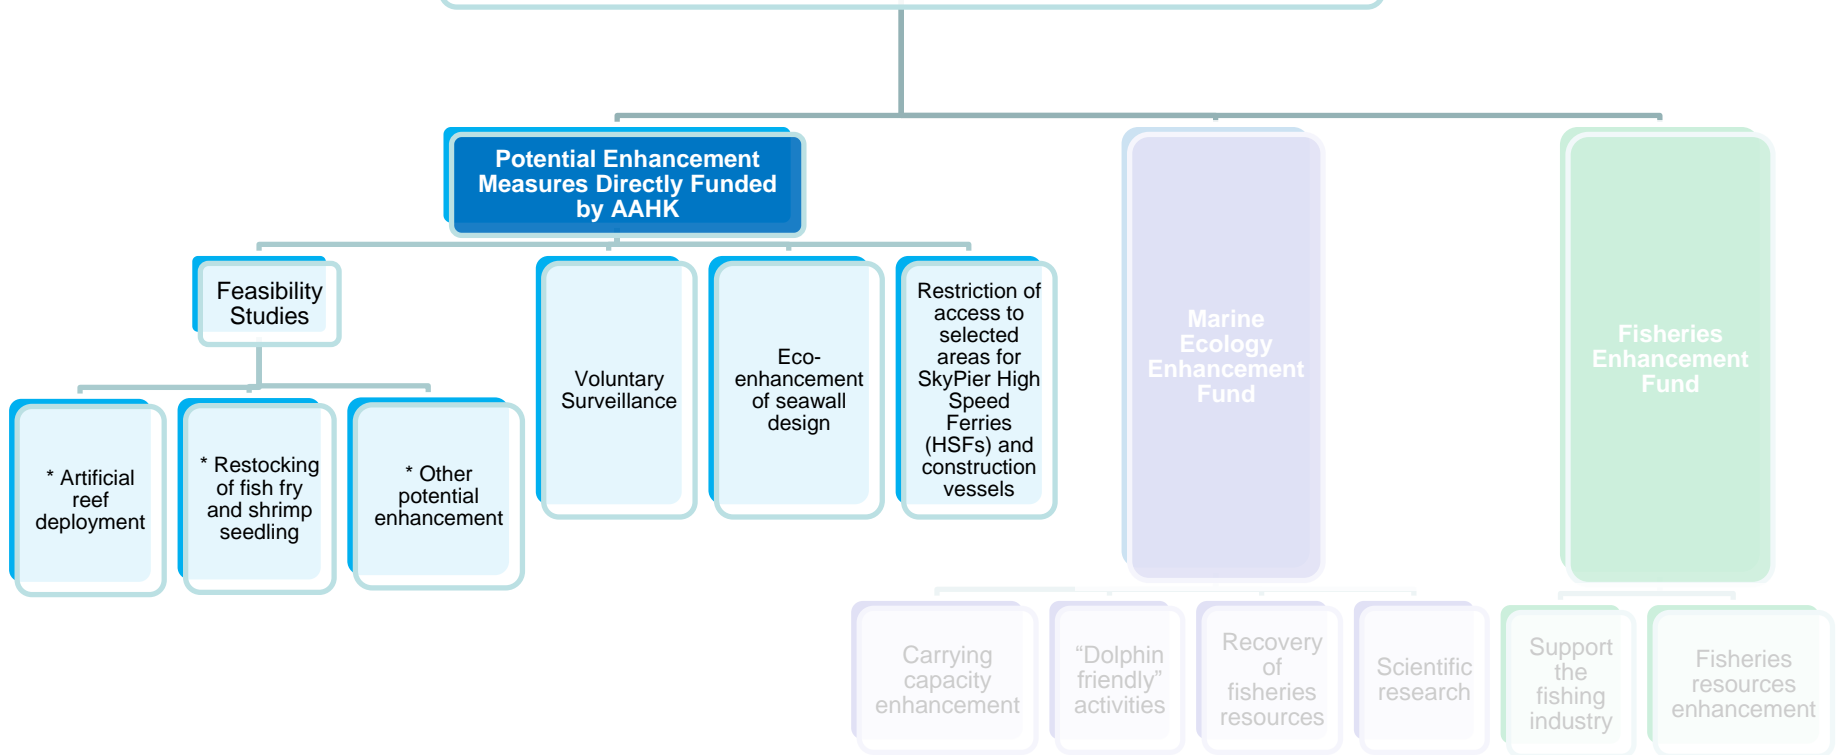 Potential Enhancement
Measures Directly Funded
by AAHK
Marine
Ecology
Enhancement
Fund
Fisheries
Enhancement
Fund
Feasibility
Studies
Voluntary
Surveillance
Eco-
enhancement
of seawall
design
Restriction of
access to
selected
areas for
SkyPier High
Speed
Ferries
(HSFs) and
construction
vessels
* Artificial
reef
deployment
* Restocking
of fish fry
and shrimp
seedling
* Other
potential
enhancement
Carrying
capacity
enhancement
“Dolphin
friendly”
activities
Recovery
of
fisheries
resources
Scientific
research
Support
the
fishing
industry
Fisheries
resources
enhancement